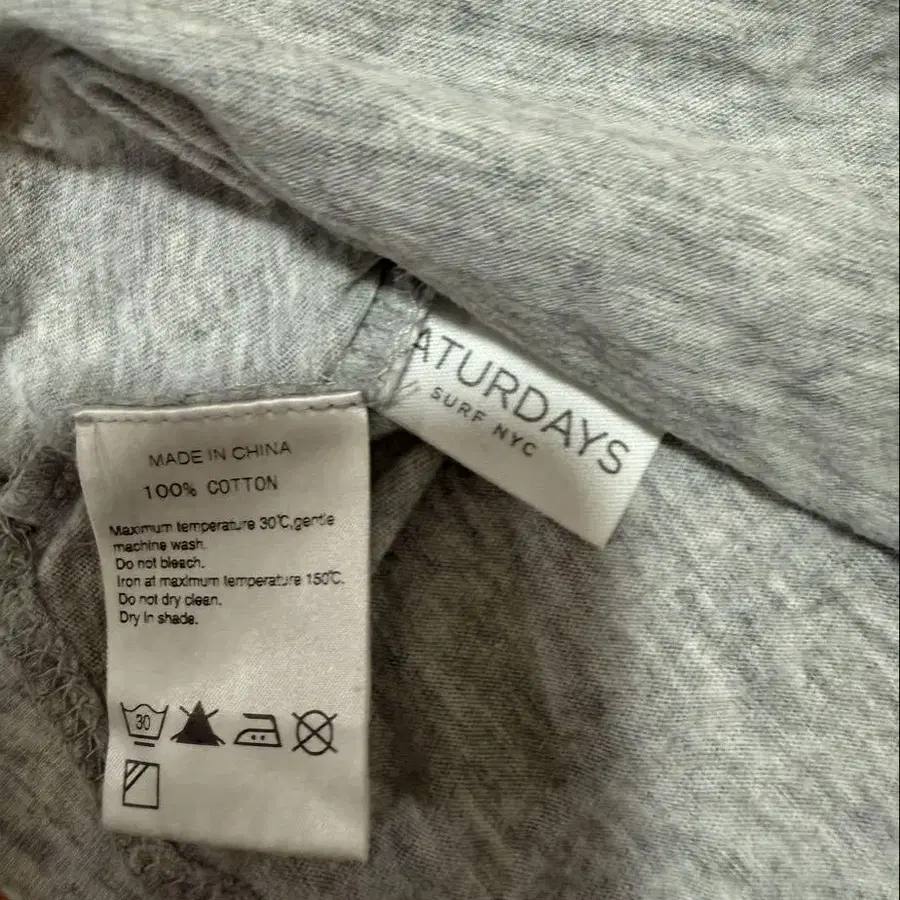 ATURDAYS
SURF NYC
MADE IN CHINA
100% COTTON
Maximum temperature 30℃,gentle
machine wash.
Do not bleach.
Iron at maximum temperature 150℃.
Do not dry clean.
Dry in shade.
30